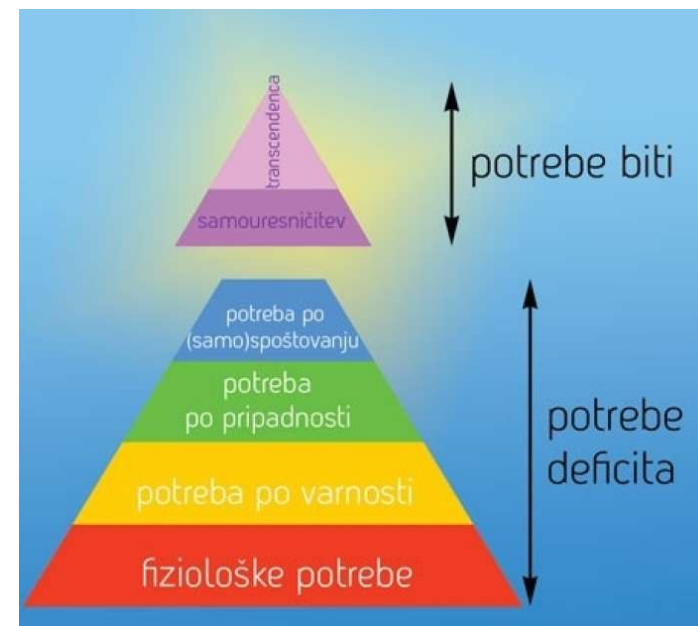 transcendenca
potrebe biti
samouresničitev
potreba po
(samo)spoštovanju
potreba
po pripadnosti
potrebe
deficita
potreba po varnosti
fiziološke potrebe